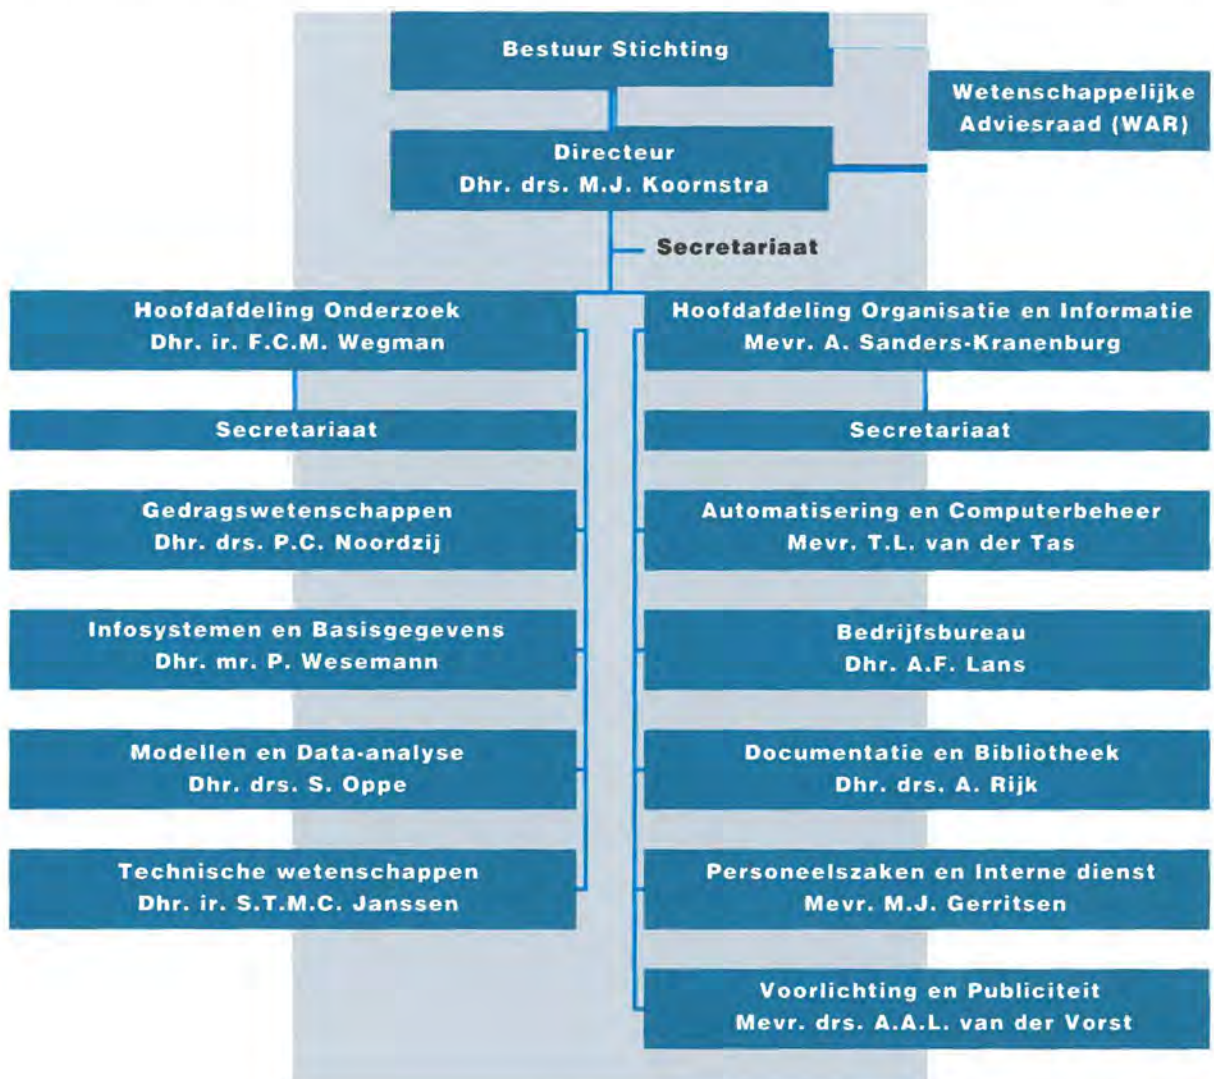 Bestuur Stichting
Wetenschappelijke
Adviesraad (WAR)
Directeur
Dhr. drs. M.J. Koornstra
Secretariaat
Hoofdafdeling Onderzoek
Dhr. ir. F.C.M. Wegman
Secretariaat
Gedragswetenschappen
Dhr. drs. P.C. Noordzij
Infosystemen en Basisgegevens
Dhr. mr. P. Wesemann
Modellen en Data-analyse
Dhr. drs. S. Oppe
Technische wetenschappen
Dhr. ir. S.T.M.C. Janssen
Hoofdafdeling Organisatie en Informatie
Mevr. A. Sanders-Kranenburg
Secretariaat
Automatisering en Computerbeheer
Mevr. T.L. van der Tas
Bedrijfsbureau
Dhr. A.F. Lans
Documentatie en Bibliotheek
Dhr. drs. A. Rijk
Personeelszaken en Interne dienst
Mevr. M.J. Gerritsen
Voorlichting en Publiciteit
Mevr. drs. A.A.L. van der Vorst